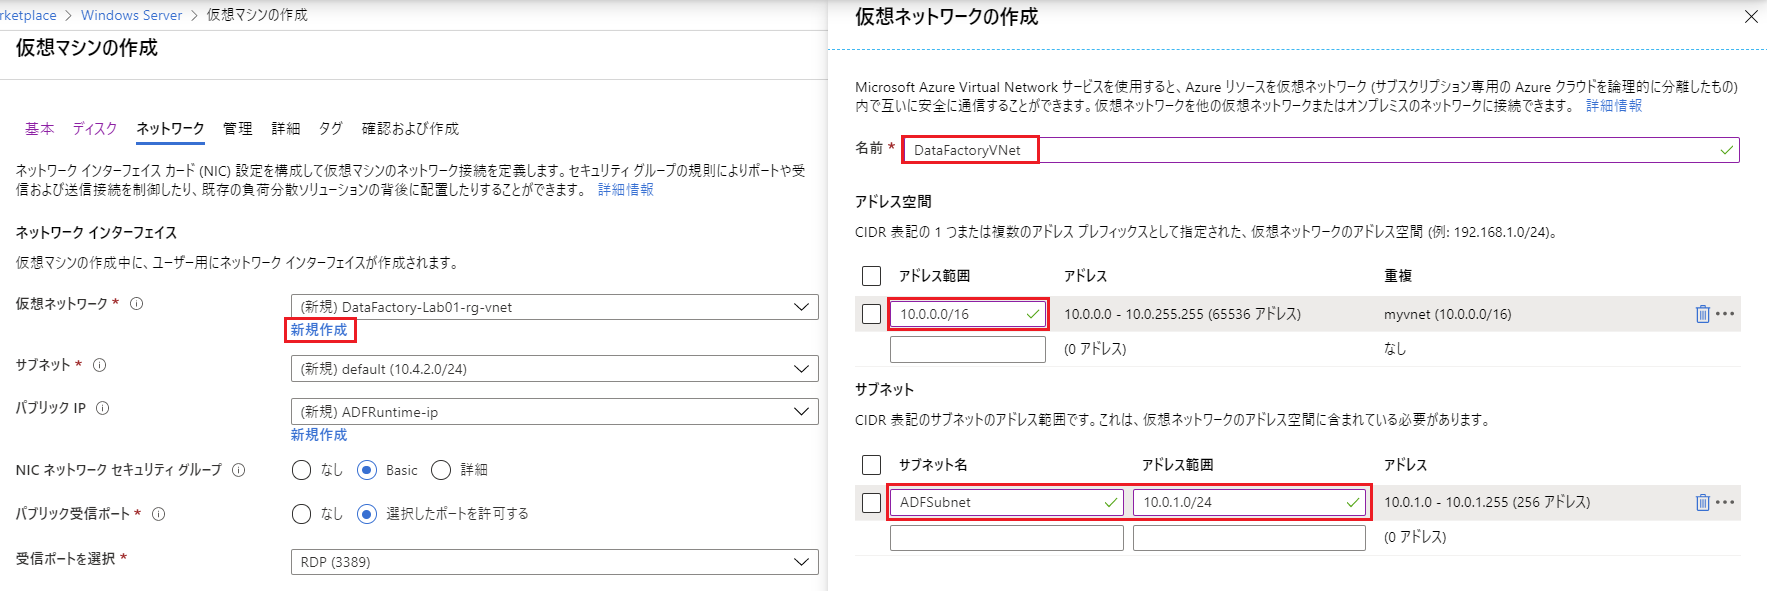 rketplace > Windows Server > 仮想マシンの作成
仮想マシンの作成
基本 ディスク ネットワーク 管理 詳細 タグ 確認および作成
ネットワーク インターフェイス カード (NIC) 設定を構成して仮想マシンのネットワーク接続を定義します。セキュリティ グループの規則によりポートや受
信および送信接続を制御したり、既存の負荷分散ソリューションの背後に配置したりすることができます。 詳細情報
ネットワーク インターフェイス
仮想マシンの作成中に、ユーザー用にネットワーク インターフェイスが作成されます。
仮想ネットワーク * (新規) DataFactory-Lab01-rg-vnet
新規作成
サブネット * (新規) default (10.4.2.0/24)
パブリック IP (新規) ADFRuntime-ip
新規作成
NIC ネットワーク セキュリティ グループ なし Basic 詳細
パブリック受信ポート * なし 選択したポートを許可する
受信ポートを選択 * RDP (3389)
仮想ネットワークの作成
Microsoft Azure Virtual Network サービスを使用すると、Azure リソースを仮想ネットワーク (サブスクリプション専用の Azure クラウドを論理的に分離したもの)
内で互いに安全に通信することができます。仮想ネットワークを他の仮想ネットワークまたはオンプレミスのネットワークに接続できます。 詳細情報
名前 * DataFactoryVNet
アドレス空間
CIDR 表記の 1 つまたは複数のアドレス プレフィックスとして指定された、仮想ネットワークのアドレス空間 (例: 192.168.1.0/24)。
アドレス範囲 アドレス 重複
10.0.0.0/16 10.0.0.0 - 10.0.255.255 (65536 アドレス) myvnet (10.0.0.0/16)
(0 アドレス) なし
サブネット
CIDR 表記のサブネットのアドレス範囲です。これは、仮想ネットワークのアドレス空間に含まれている必要があります。
サブネット名 アドレス範囲 アドレス
ADFSubnet 10.0.1.0/24 10.0.1.0 - 10.0.1.255 (256 アドレス)
(0 アドレス)